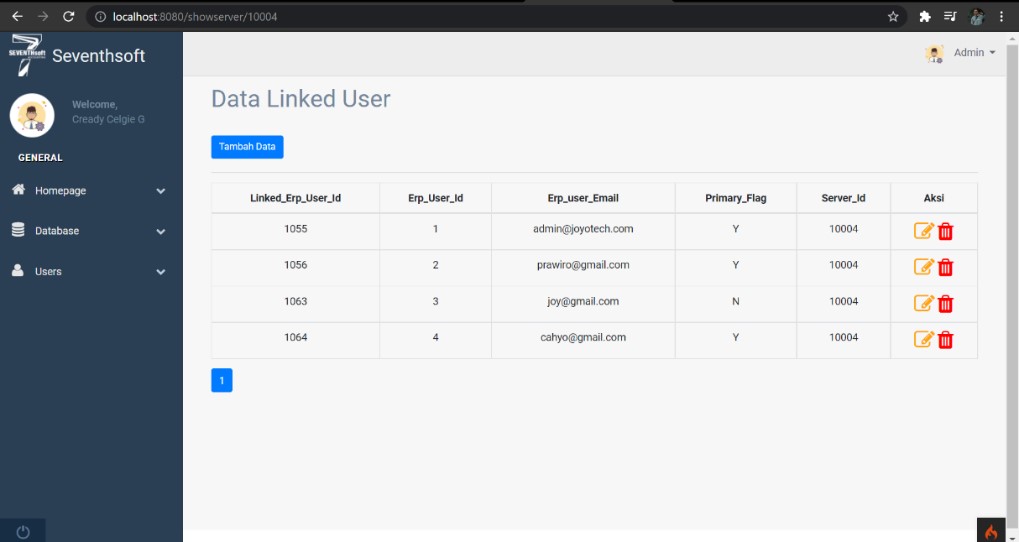 localhost:8080/showserver/10004
SEVENTHsoft
Seventhsoft
Admin
Welcome,
Cready Celgie G
GENERAL
Homepage
Database
Users
Data Linked User
Tambah Data
Linked_Erp_User_Id Erp_User_Id Erp_user_Email Primary_Flag Server_Id Aksi
1055 1 admin@joyotech.com Y 10004
1056 2 prawiro@gmail.com Y 10004
1063 3 joy@gmail.com N 10004
1064 4 cahyo@gmail.com Y 10004
1